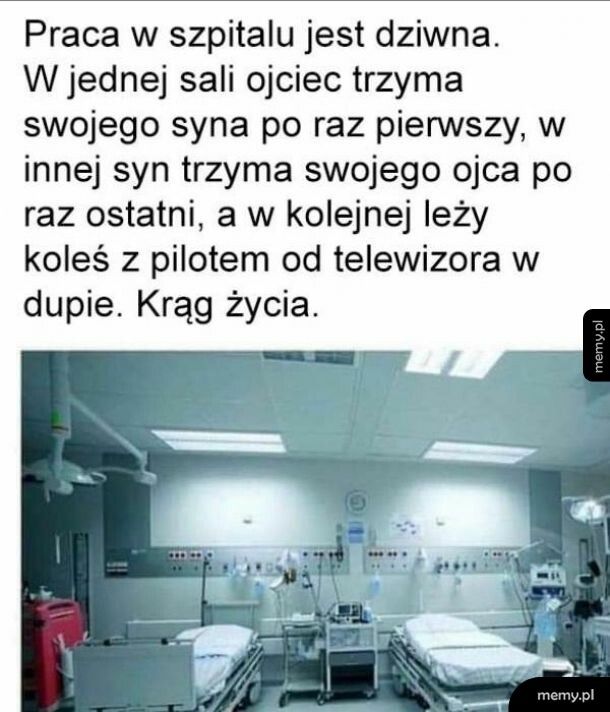 Praca w szpitalu jest dziwna.
W jednej sali ojciec trzyma
swojego syna po raz pierwszy, w
innej syn trzyma swojego ojca po
raz ostatni, a w kolejnej leży
koleś z pilotem od telewizora w
dupie. Krąg życia.
memy.pl
memy.pl